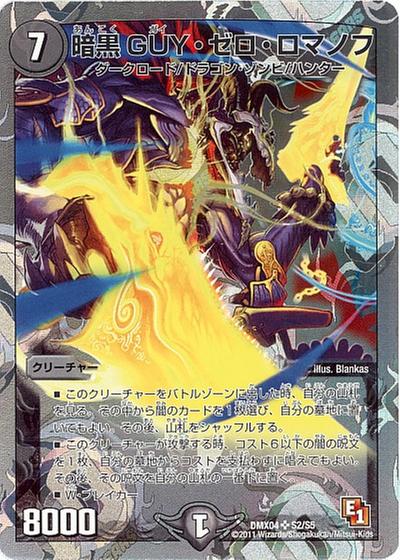 7
あんこく ガイ
暗黒 GUY・ゼロ・ロマノフ
ダークロード/ドラゴン・ゾンビ/ハンター
Illus. Blankas
クリーチャー
■ このクリーチャーをバトルゾーンに出した時、自分の山札
を見る。その中から闇のカードを1枚選び、自分の墓地に置
いてもよい。その後、山札をシャッフルする。
■ このクリーチャーが攻撃する時、コスト6以下の闇の呪文
を1枚、自分の墓地からコストを支払わずに唱えてもよい。
その後、その呪文を自分の山札の一番下に置く。
■ W・ブレイカー
8000
1
E1
DMX04 S2/S5
©2011 Wizards/Shogakukan/Mitsui-Kids